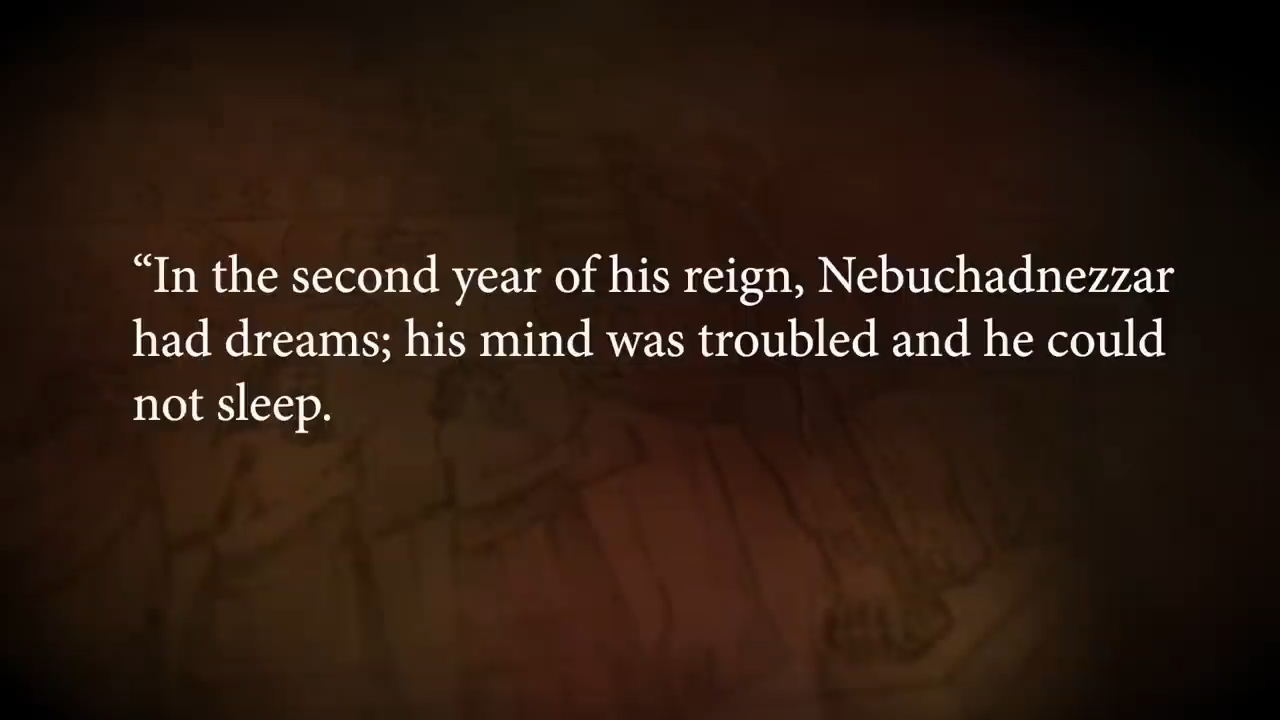 “In the second year of his reign, Nebuchadnezzar
had dreams; his mind was troubled and he could
not sleep.